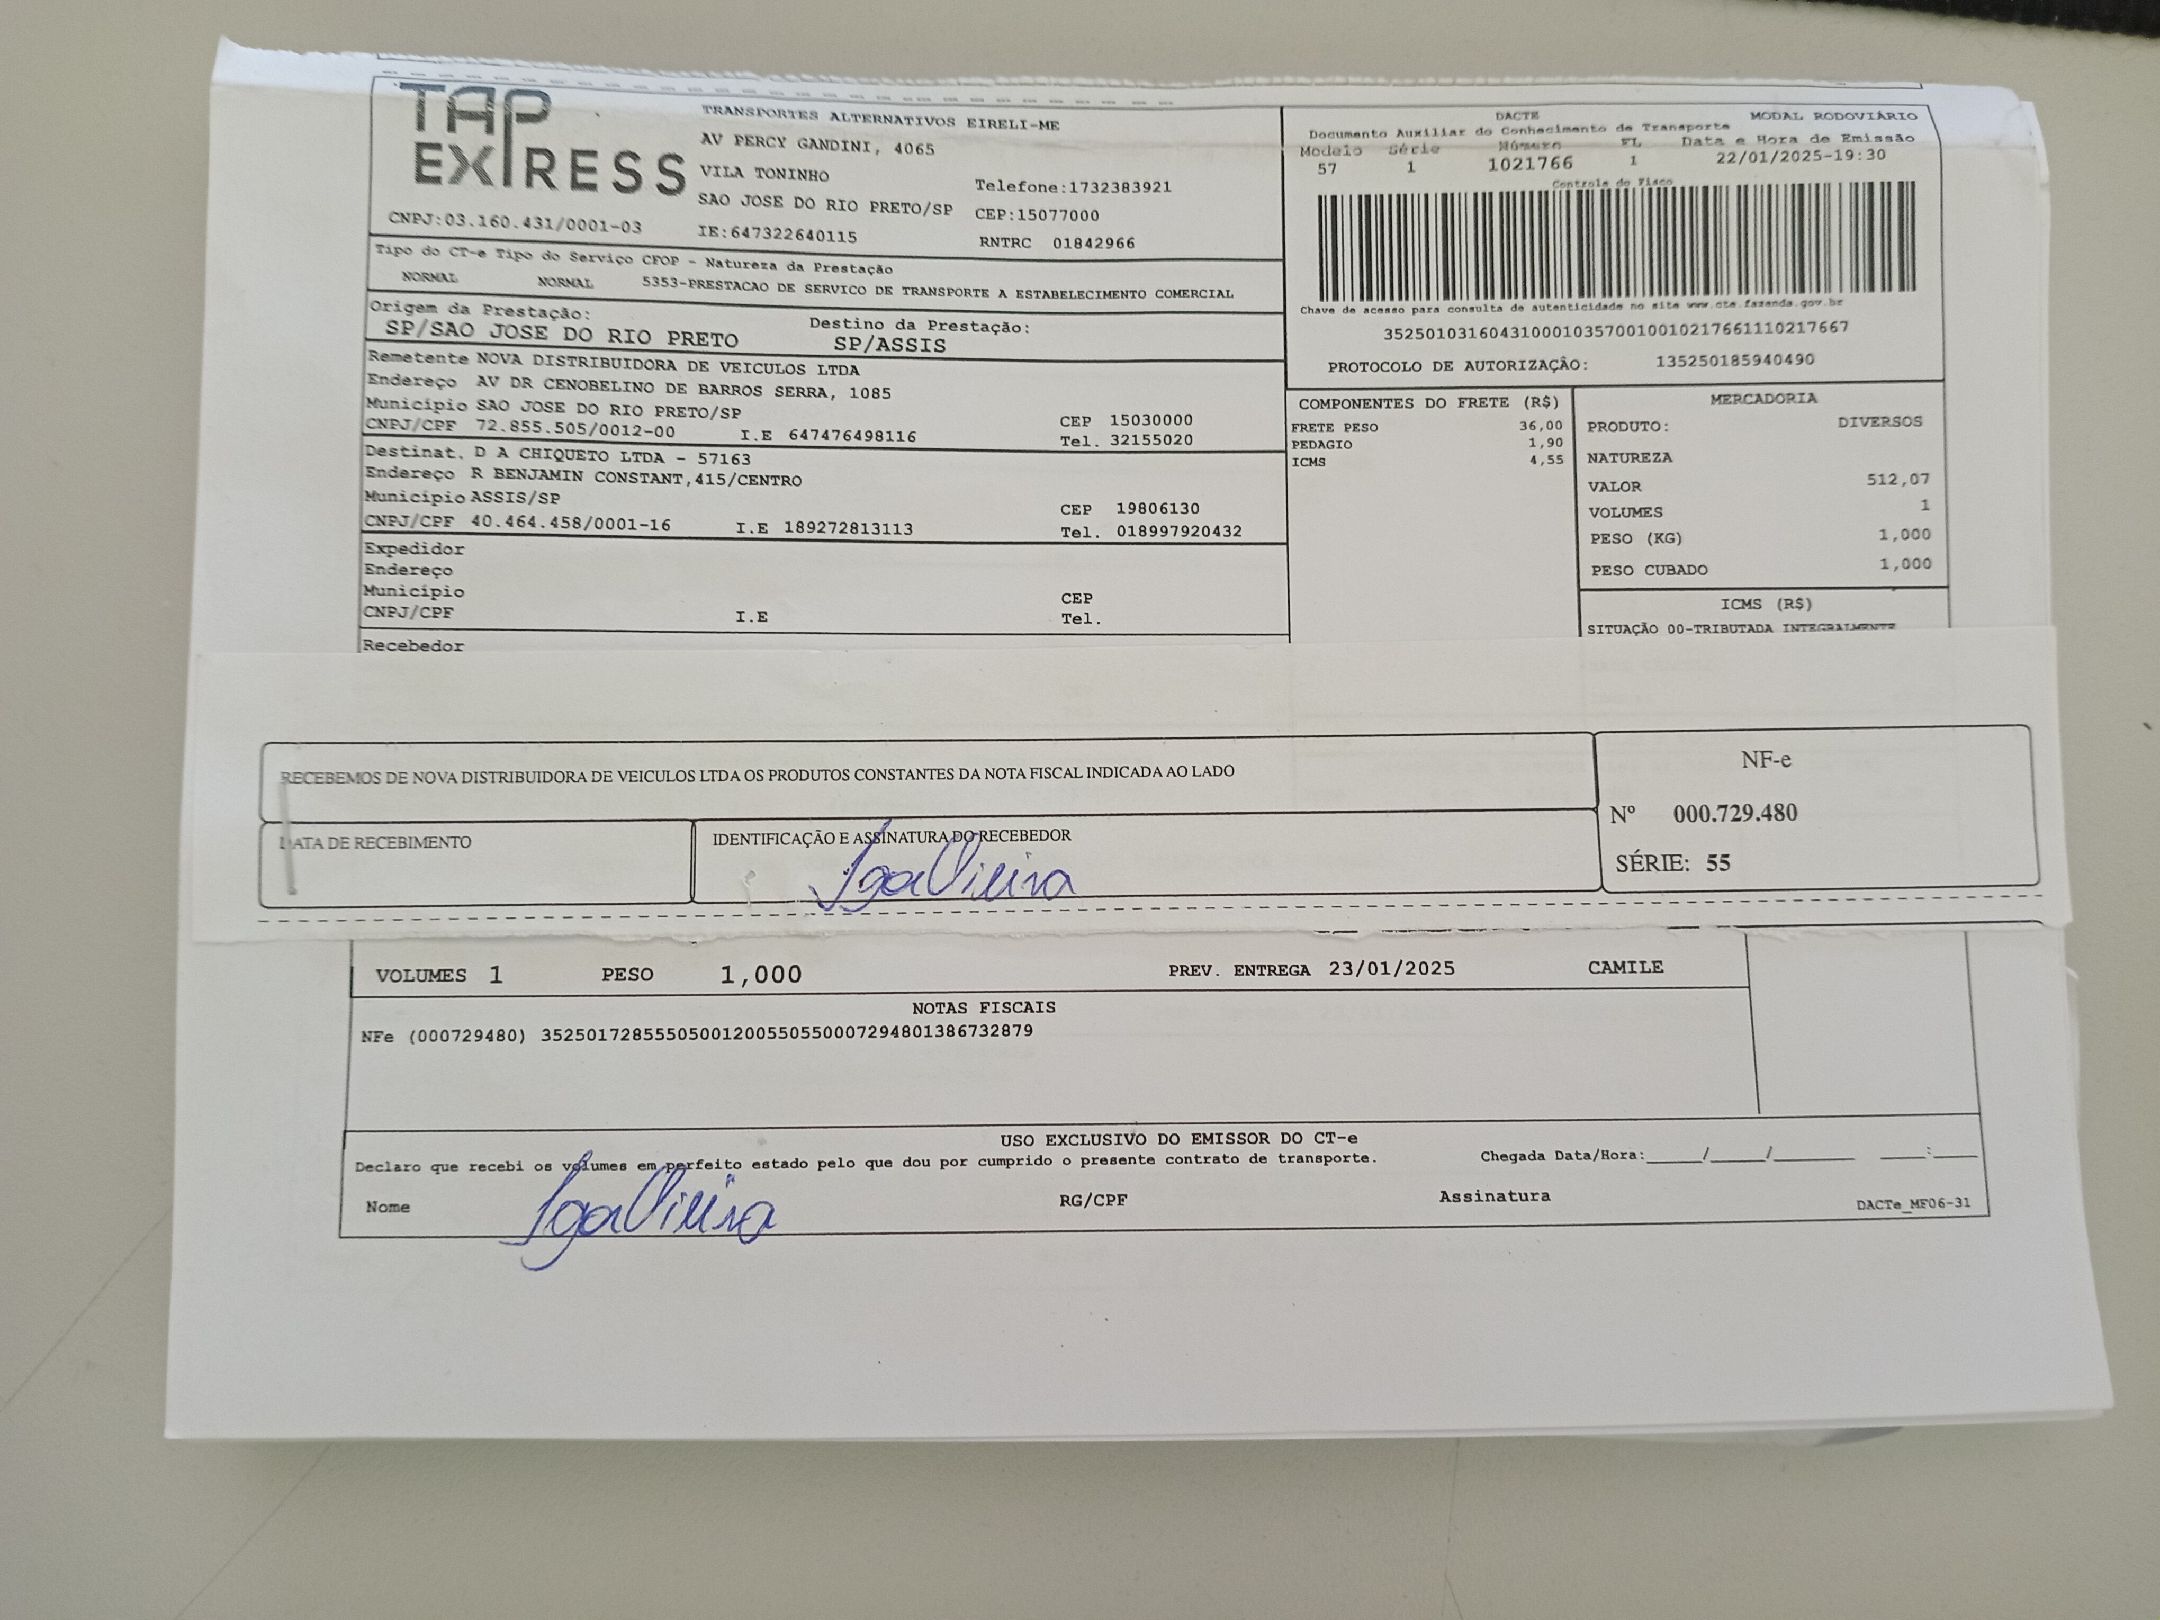 TAP EXPRESS
CNPJ:03.160.431/0001-03
TRANSPORTES ALTERNATIVOS EIRELI-ME
AV PERCY GANDINI, 4065
VILA TONINHO
Telefone:1732383921
SAO JOSE DO RIO PRETO/SP CEP:15077000
IE:647322640115 RNTRC 01842966
DACTE MODAL RODOVIÁRIO
Documento Auxiliar do Conhecimento de Transporte
Modelo Série Número FL Data e Hora de Emissão
57 1 1021766 1 22/01/2025-19:30
Controle do Fisco
Chave de acesso para consulta de autenticidade no site www.cte.fazenda.gov.br
35250103160431000103570010010217661110217667
PROTOCOLO DE AUTORIZAÇÃO: 135250185940490
Tipo do CT-e Tipo do Serviço CFOP - Natureza da Prestação
NORMAL NORMAL 5353-PRESTACAO DE SERVICO DE TRANSPORTE A ESTABELECIMENTO COMERCIAL
Origem da Prestação: Destino da Prestação:
SP/SAO JOSE DO RIO PRETO SP/ASSIS
Remetente NOVA DISTRIBUIDORA DE VEICULOS LTDA
Endereço AV DR CENOBELINO DE BARROS SERRA, 1085
Município SAO JOSE DO RIO PRETO/SP CEP 15030000
CNPJ/CPF 72.855.505/0012-00 I.E 647476498116 Tel. 32155020
Destinat. D A CHIQUETO LTDA - 57163
Endereço R BENJAMIN CONSTANT,415/CENTRO
Município ASSIS/SP CEP 19806130
CNPJ/CPF 40.464.458/0001-16 I.E 189272813113 Tel. 018997920432
Expedidor
Endereço
Município CEP
CNPJ/CPF I.E Tel.
Recebedor
COMPONENTES DO FRETE (R$)
FRETE PESO 36,00
PEDAGIO 1,90
ICMS 4,55
MERCADORIA
PRODUTO: DIVERSOS
NATUREZA
VALOR 512,07
VOLUMES 1
PESO (KG) 1,000
PESO CUBADO 1,000
ICMS (R$)
SITUAÇÃO 00-TRIBUTADA INTEGRALMENTE
RECEBEMOS DE NOVA DISTRIBUIDORA DE VEICULOS LTDA OS PRODUTOS CONSTANTES DA NOTA FISCAL INDICADA AO LADO
DATA DE RECEBIMENTO
IDENTIFICAÇÃO E ASSINATURA DO RECEBEDOR
NF-e
Nº 000.729.480
SÉRIE: 55
VOLUMES 1 PESO 1,000 PREV. ENTREGA 23/01/2025 CAMILE
NOTAS FISCAIS
NFe (000729480) 35250172855505001200550550007294801386732879
USO EXCLUSIVO DO EMISSOR DO CT-e
Declaro que recebi os volumes em perfeito estado pelo que dou por cumprido o presente contrato de transporte. Chegada Data/Hora:_____/_____/________ ____:____
Nome RG/CPF Assinatura
DACTe_MF06-31